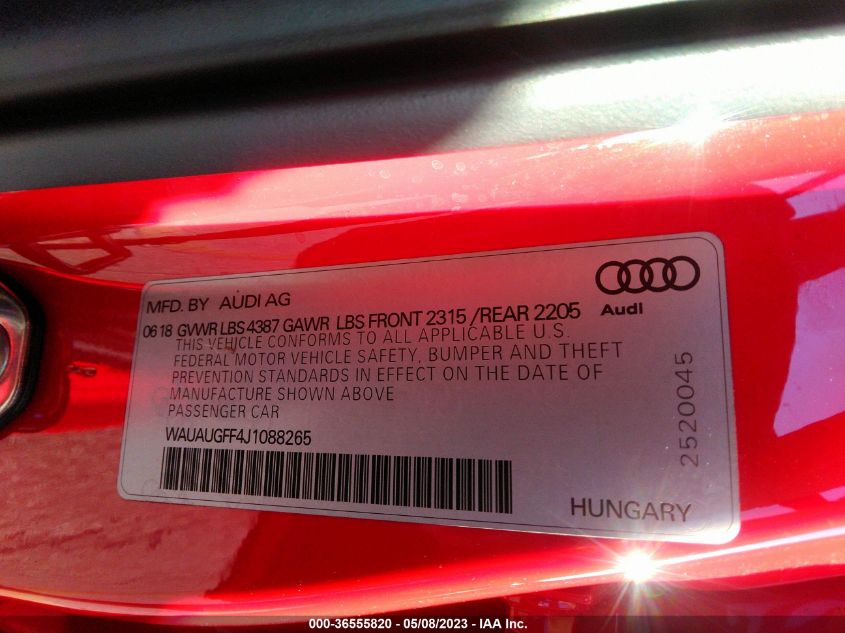 MFD. BY AUDI AG
06 18 GVWR LBS 4387 GAWR LBS FRONT 2315 /REAR 2205
THIS VEHICLE CONFORMS TO ALL APPLICABLE U.S.
FEDERAL MOTOR VEHICLE SAFETY, BUMPER AND THEFT
PREVENTION STANDARDS IN EFFECT ON THE DATE OF
MANUFACTURE SHOWN ABOVE
PASSENGER CAR
WAUAUGFF4J1088265
Audi
2520045
HUNGARY
000-36555820 - 05/08/2023 - IAA Inc.